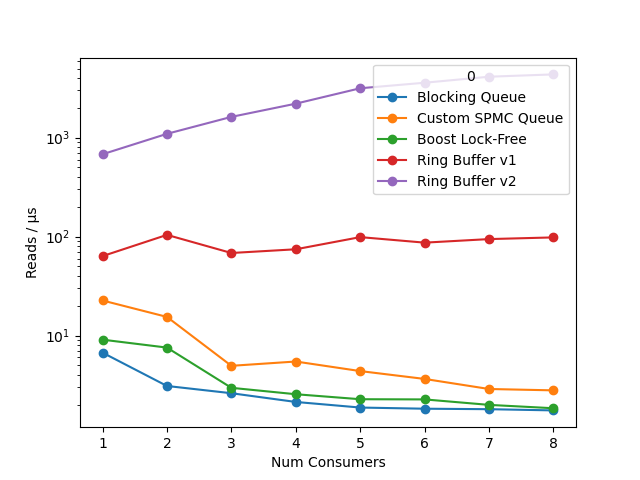 0
Blocking Queue
Custom SPMC Queue
Boost Lock-Free
Ring Buffer v1
Ring Buffer v2
Reads / µs
10³
10²
10¹
1 2 3 4 5 6 7 8
Num Consumers